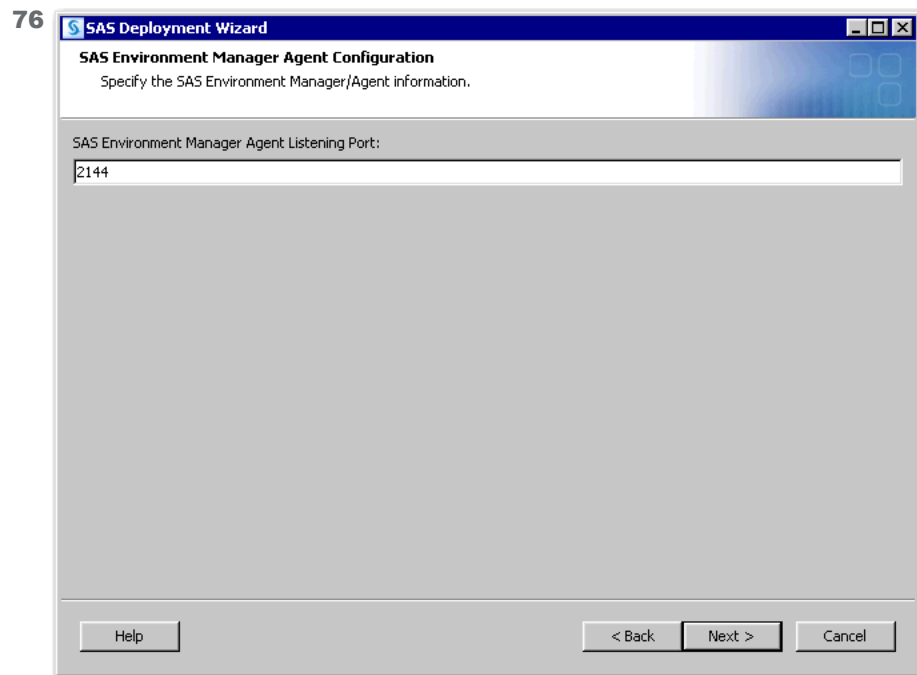 76
SAS Deployment Wizard
SAS Environment Manager Agent Configuration
Specify the SAS Environment Manager/Agent information.
SAS Environment Manager Agent Listening Port:
2144
Help
< Back
Next >
Cancel